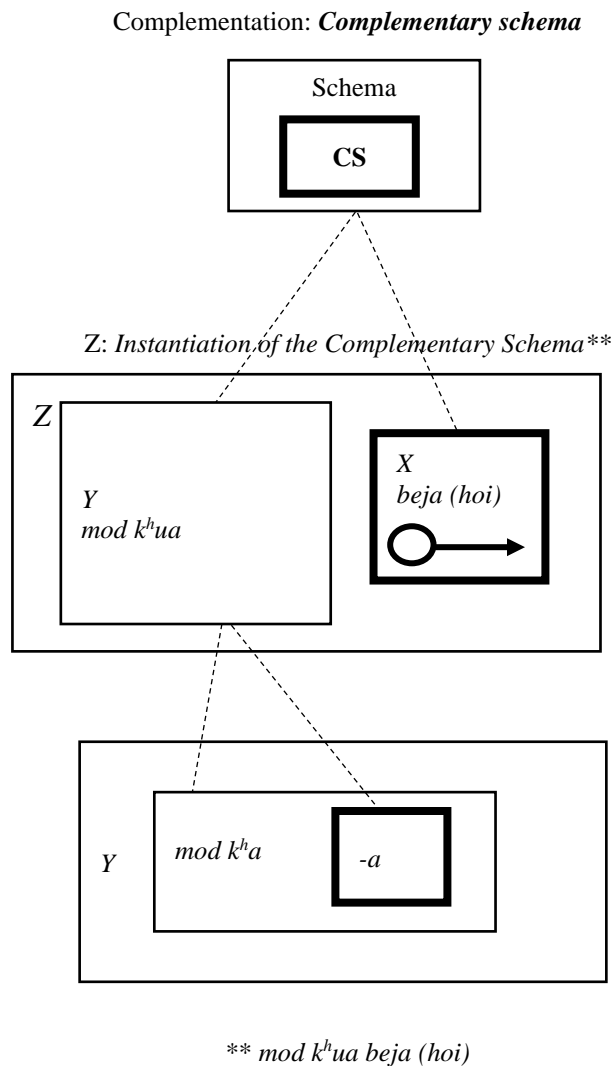 Complementation: Complementary schema
Schema
CS
Z: Instantiation of the Complementary Schema**
Z
Y
mod kʰua
X
beja (hoi)
Y
mod kʰa
-a
** mod kʰua beja (hoi)